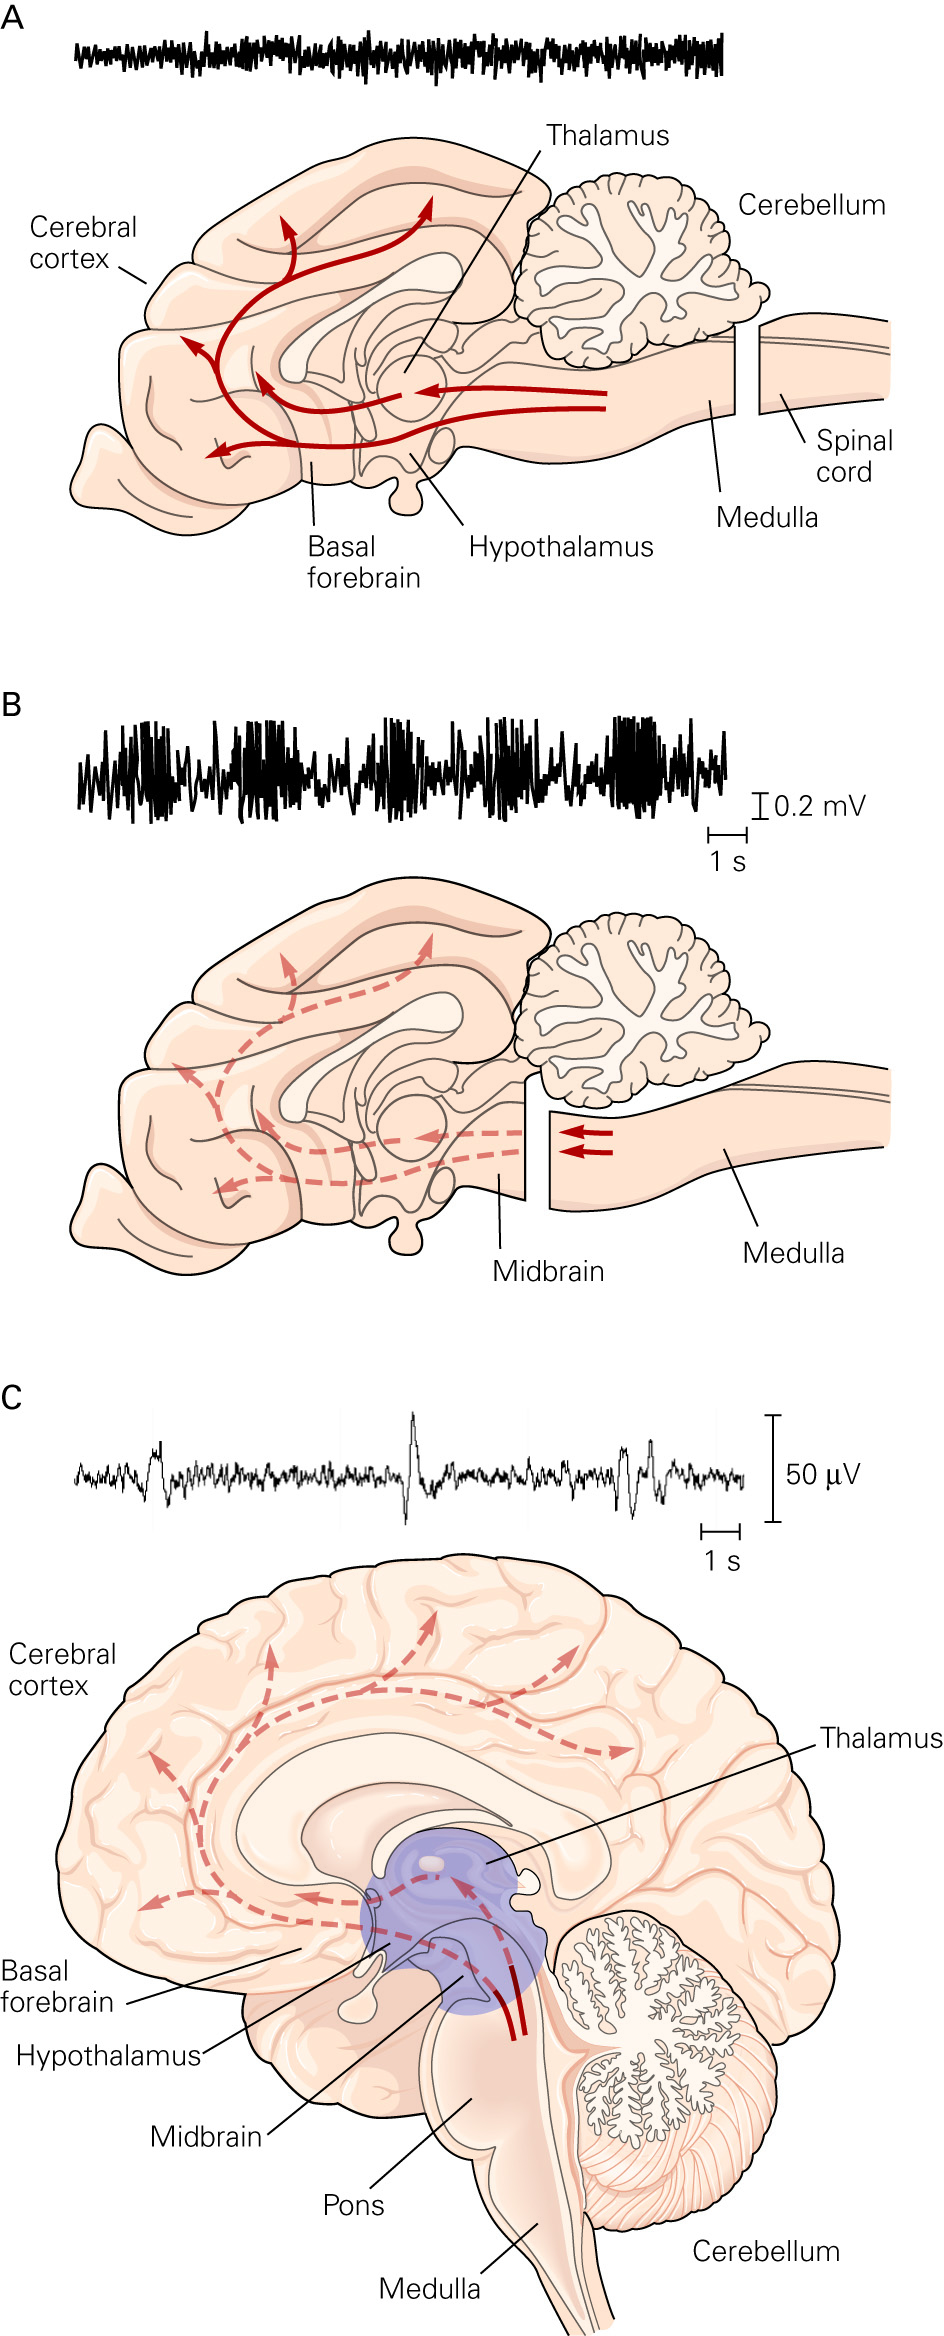 A
Thalamus
Cerebellum
Cerebral
cortex
Spinal
cord
Medulla
Basal
forebrain
Hypothalamus
B
0.2 mV
1 s
Midbrain
Medulla
C
50 μV
1 s
Cerebral
cortex
Thalamus
Basal
forebrain
Hypothalamus
Midbrain
Pons
Medulla
Cerebellum